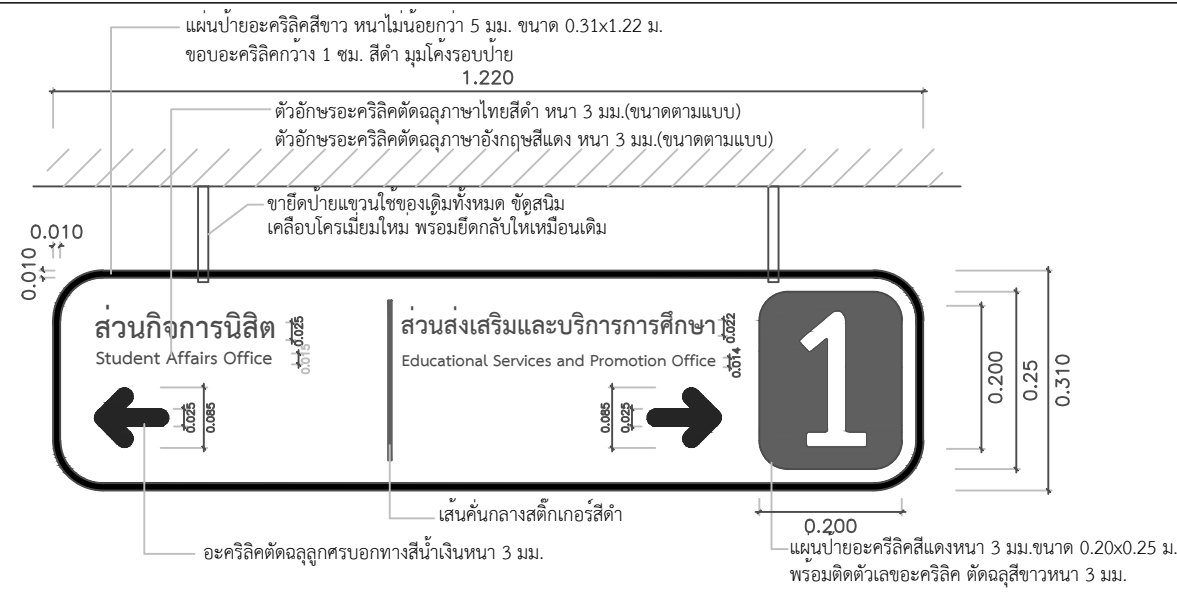 แผ่นป้ายอะคริลิคสีขาว หนาไม่น้อยกว่า 5 มม. ขนาด 0.31x1.22 ม.
ขอบอะคริลิคกว้าง 1 ซม. สีดำ มุมโค้งรอบป้าย
1.220
ตัวอักษรอะคริลิคตัดฉลุภาษาไทยสีดำ หนา 3 มม.(ขนาดตามแบบ)
ตัวอักษรอะคริลิคตัดฉลุภาษาอังกฤษสีแดง หนา 3 มม.(ขนาดตามแบบ)
ขายึดป้ายแขวนใช้ของเดิมทั้งหมด ขัดสนิม
เคลือบโครเมี่ยมใหม่ พร้อมยึดกลับให้เหมือนเดิม
0.010
0.010
ส่วนกิจการนิสิต
0.025
Student Affairs Office
0.015
0.025
0.085
ส่วนส่งเสริมและบริการการศึกษา
0.022
Educational Services and Promotion Office
0.014
0.085
0.025
1
0.200
0.25
0.310
0.200
เส้นคั่นกลางสติ๊กเกอร์สีดำ
อะคริลิคตัดฉลุลูกศรบอกทางสีน้ำเงินหนา 3 มม.
แผ่นป้ายอะครีลิคสีแดงหนา 3 มม.ขนาด 0.20x0.25 ม.
พร้อมติดตัวเลขอะคริลิค ตัดฉลุสีขาวหนา 3 มม.